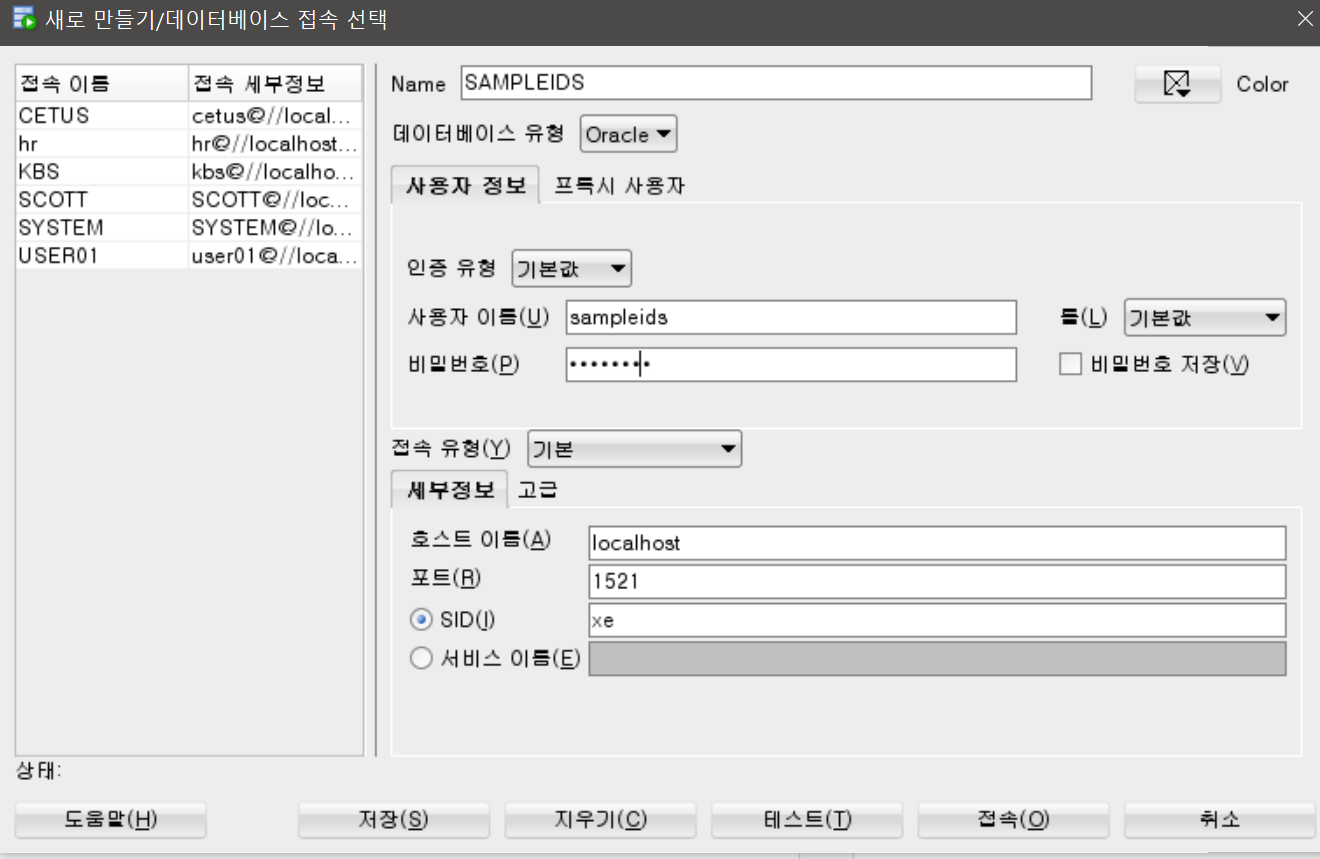 새로 만들기/데이터베이스 접속 선택
접속 이름 접속 세부정보
CETUS cetus@//local...
hr hr@//localhost...
KBS kbs@//localho...
SCOTT SCOTT@//loc...
SYSTEM SYSTEM@//lo...
USER01 user01@//loca...
Name SAMPLEIDS Color
데이터베이스 유형 Oracle
사용자 정보 프록시 사용자
인증 유형 기본값
사용자 이름(U) sampleids 롤(L) 기본값
비밀번호(P) •••••••• 비밀번호 저장(V)
접속 유형(Y) 기본
세부정보 고급
호스트 이름(A) localhost
포트(R) 1521
SID(I) xe
서비스 이름(E)
상태:
도움말(H) 저장(S) 지우기(C) 테스트(T) 접속(O) 취소